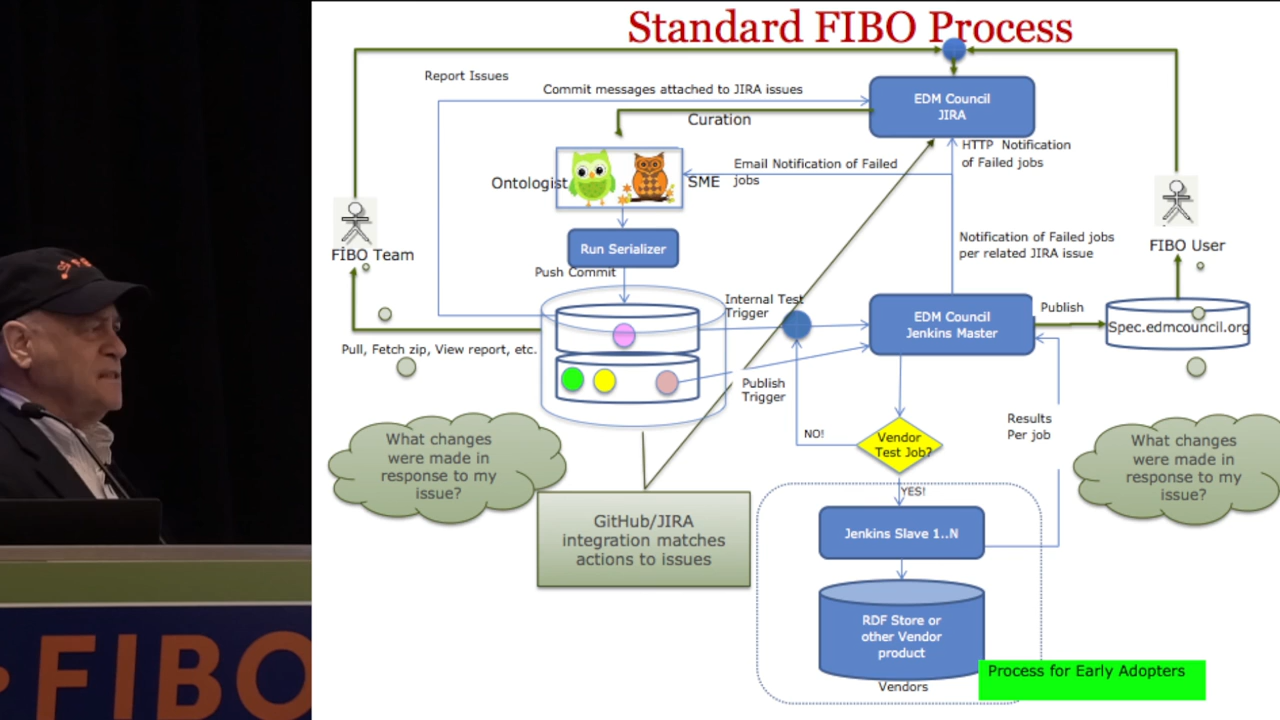 Standard FIBO Process
Report Issues
Commit messages attached to JIRA issues
EDM Council
JIRA
Curation
HTTP Notification
of Failed jobs
Email Notification of Failed
jobs
Ontologist
SME
FIBO Team
FIBO User
Run Serializer
Notification of Failed jobs
per related JIRA issue
Push Commit
Internal Test
Trigger
EDM Council
Jenkins Master
Publish
Spec.edmcouncil.org
Pull, Fetch zip, View report, etc.
Publish
Trigger
Results
Per job
NO!
Vendor
Test Job?
What changes
were made in
response to my
issue?
What changes
were made in
response to my
issue?
YES!
GitHub/JIRA
integration matches
actions to issues
Jenkins Slave 1..N
RDF Store or
other Vendor
product
Vendors
Process for Early Adopters
FIBO